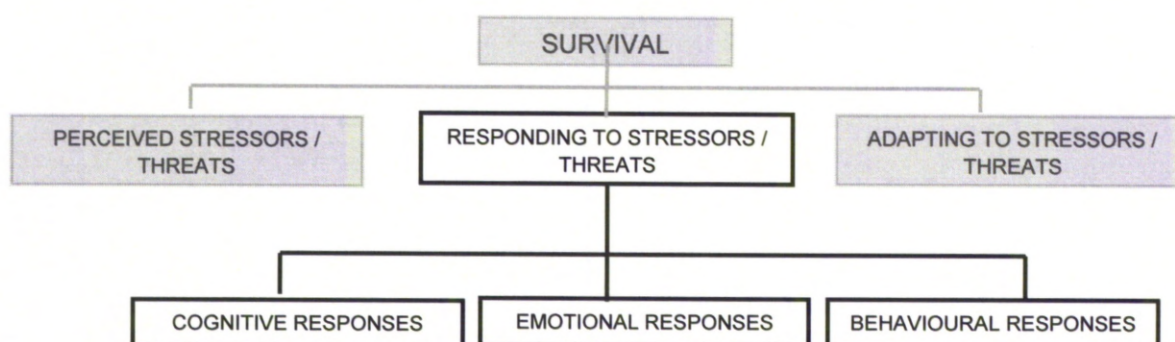 SURVIVAL
PERCEIVED STRESSORS /
THREATS
RESPONDING TO STRESSORS /
THREATS
ADAPTING TO STRESSORS /
THREATS
COGNITIVE RESPONSES
EMOTIONAL RESPONSES
BEHAVIOURAL RESPONSES